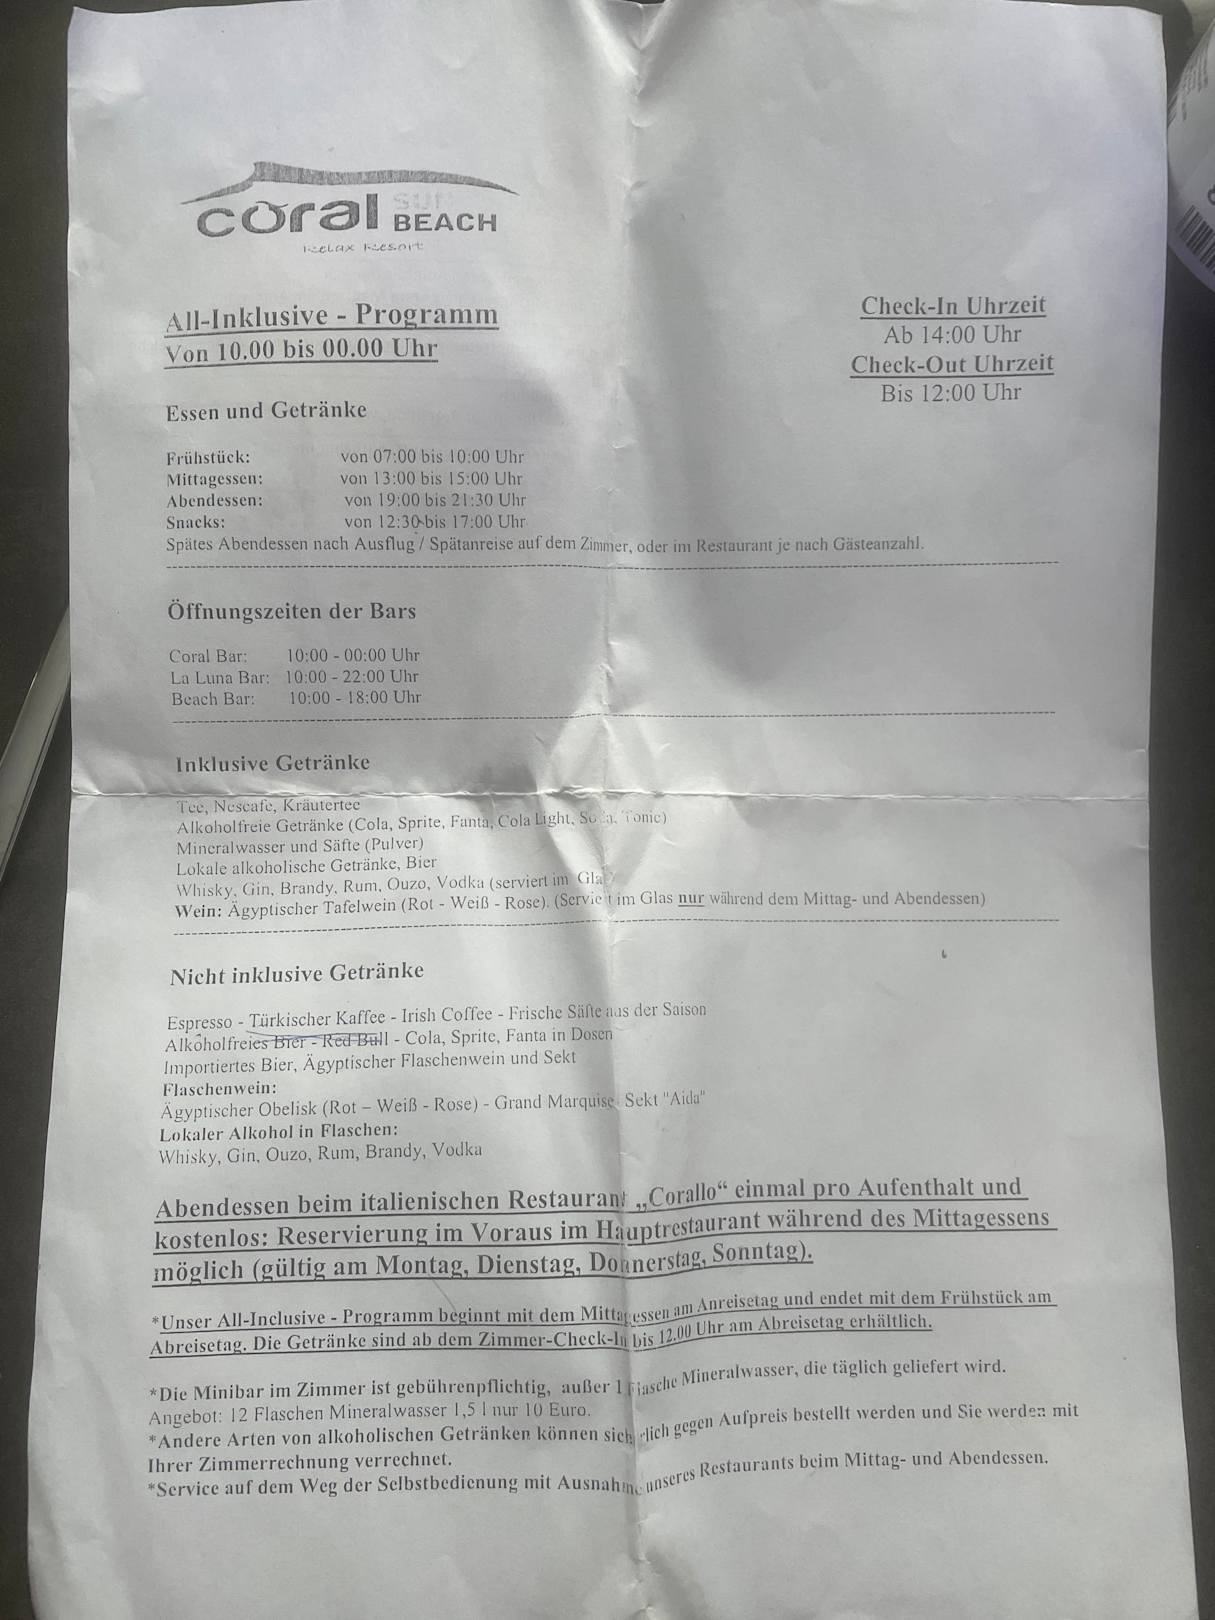 coral sun BEACH
Relax Resort
All-Inklusive - Programm
Von 10.00 bis 00.00 Uhr
Check-In Uhrzeit
Ab 14:00 Uhr
Check-Out Uhrzeit
Bis 12:00 Uhr
Essen und Getränke
Frühstück: von 07:00 bis 10:00 Uhr
Mittagessen: von 13:00 bis 15:00 Uhr
Abendessen: von 19:00 bis 21:30 Uhr
Snacks: von 12:30 bis 17:00 Uhr
Spätes Abendessen nach Ausflug / Spätanreise auf dem Zimmer, oder im Restaurant je nach Gästeanzahl.
Öffnungszeiten der Bars
Coral Bar: 10:00 - 00:00 Uhr
La Luna Bar: 10:00 - 22:00 Uhr
Beach Bar: 10:00 - 18:00 Uhr
Inklusive Getränke
Tee, Nescafe, Kräutertee
Alkoholfreie Getränke (Cola, Sprite, Fanta, Cola Light, Soda, Tonic)
Mineralwasser und Säfte (Pulver)
Lokale alkoholische Getränke, Bier
Whisky, Gin, Brandy, Rum, Ouzo, Vodka (serviert im
Wein: Ägyptischer Tafelwein (Rot - Weiß - Rose). (Serviert im Glas nur während dem Mittag- und Abendessen)
Nicht inklusive Getränke
Espresso - Türkischer Kaffee - Irish Coffee - Frische Säfte aus der Saison
Alkoholfreies Bier - Red Bull - Cola, Sprite, Fanta in Dosen
Importiertes Bier, Ägyptischer Flaschenwein und Sekt
Flaschenwein:
Ägyptischer Obelisk (Rot – Weiß - Rose) - Grand Marquise Sekt "Aida"
Lokaler Alkohol in Flaschen:
Whisky, Gin, Ouzo, Rum, Brandy, Vodka
Abendessen beim italienischen Restaurant „Corallo“ einmal pro Aufenthalt und
kostenlos: Reservierung im Voraus im Hauptrestaurant während des Mittagessens
möglich (gültig am Montag, Dienstag, Donnerstag, Sonntag).
*Unser All-Inclusive - Programm beginnt mit dem Mittagessen am Anreisetag und endet mit dem Frühstück am
Abreisetag. Die Getränke sind ab dem Zimmer-Check-In bis 12.00 Uhr am Abreisetag erhältlich.
*Die Minibar im Zimmer ist gebührenpflichtig, außer 1 Flasche Mineralwasser, die täglich geliefert wird.
Angebot: 12 Flaschen Mineralwasser 1,5 l nur 10 Euro.
*Andere Arten von alkoholischen Getränken können sicherlich gegen Aufpreis bestellt werden und Sie werden mit
Ihrer Zimmerrechnung verrechnet.
*Service auf dem Weg der Selbstbedienung mit Ausnahme unseres Restaurants beim Mittag- und Abendessen.